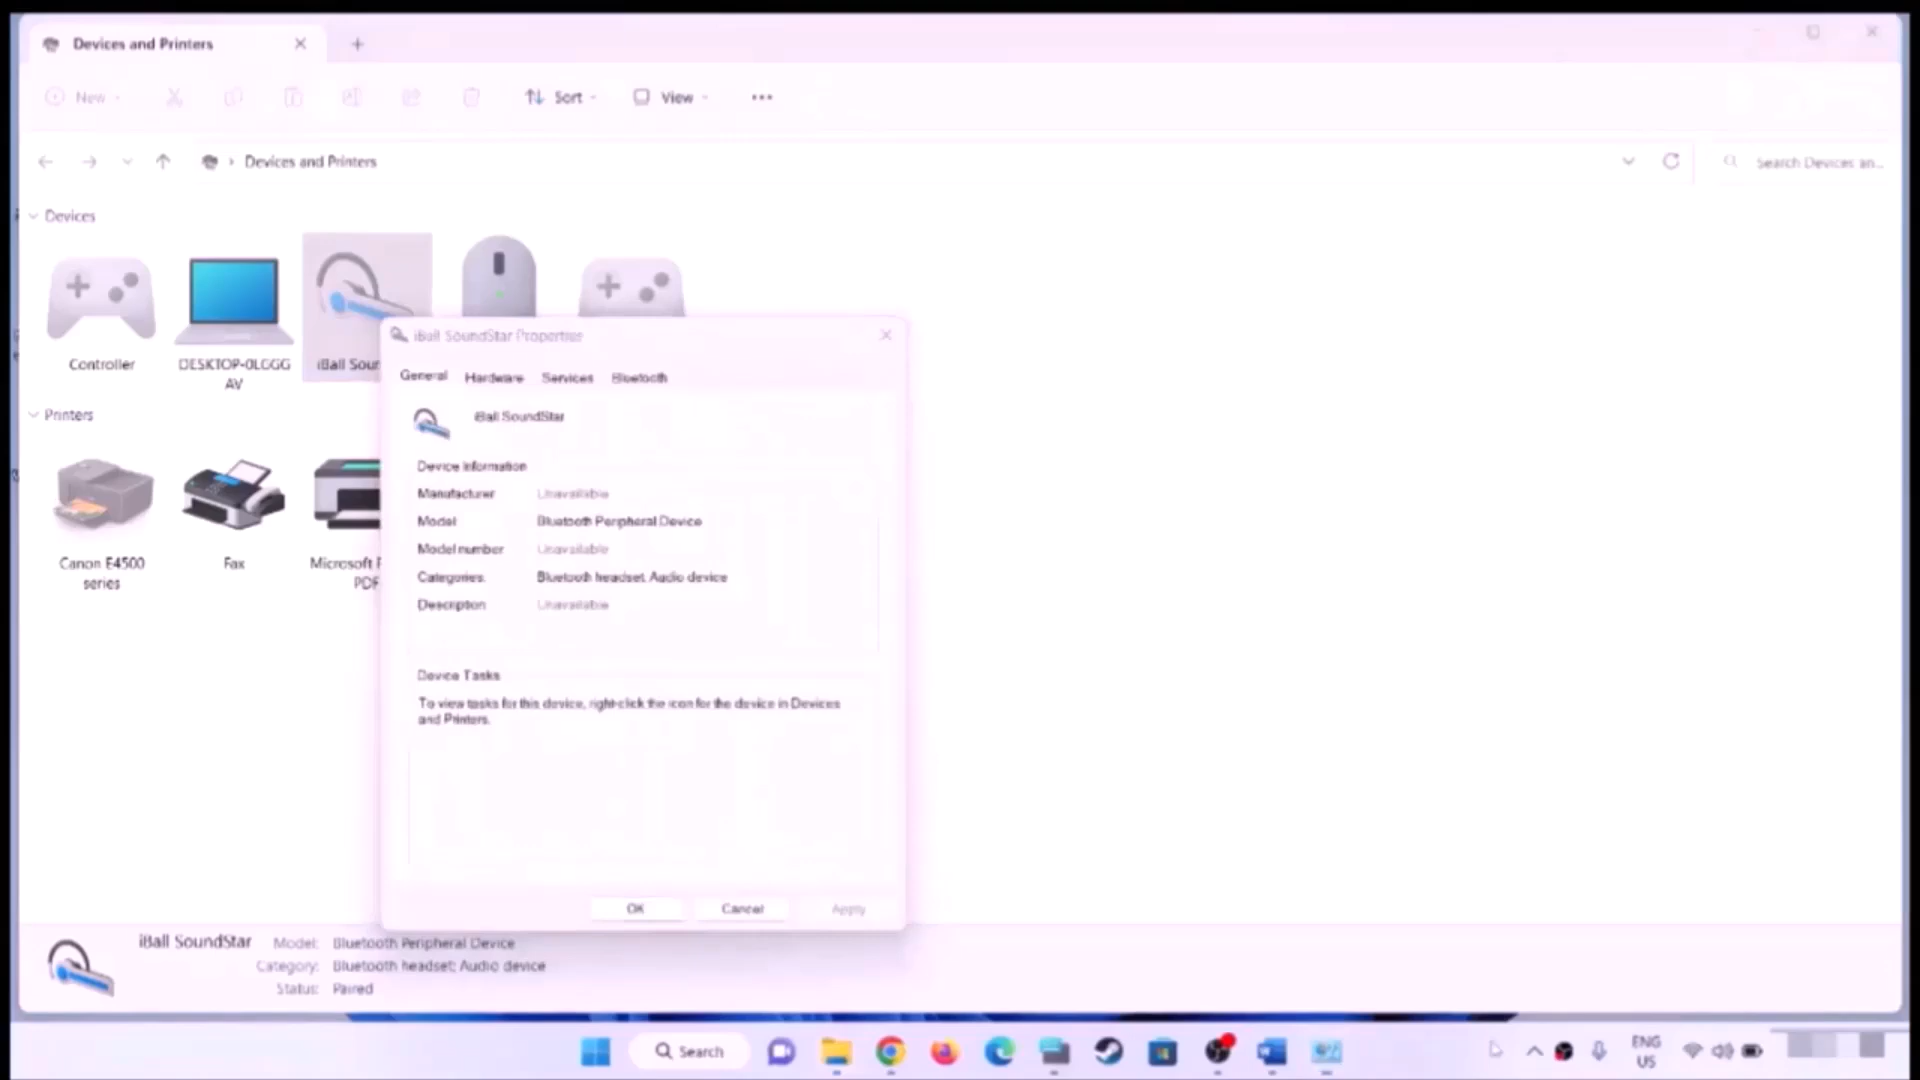 Devices and Printers
New
Sort
View
Devices and Printers
Search Devices an...
Devices
Controller
DESKTOP-0LGGG
AV
iBall Soun
Printers
Canon E4500
series
Fax
Microsoft P
PDF
iBall SoundStar Properties
General
Hardware
Services
Bluetooth
iBall SoundStar
Device Information
Manufacturer Unavailable
Model: Bluetooth Peripheral Device
Model number Unavailable
Categories: Bluetooth headset; Audio device
Description Unavailable
Device Tasks
To view tasks for this device, right-click the icon for the device in Devices
and Printers.
OK
Cancel
Apply
iBall SoundStar
Model: Bluetooth Peripheral Device
Category: Bluetooth headset; Audio device
Status: Paired
Search
ENG
US